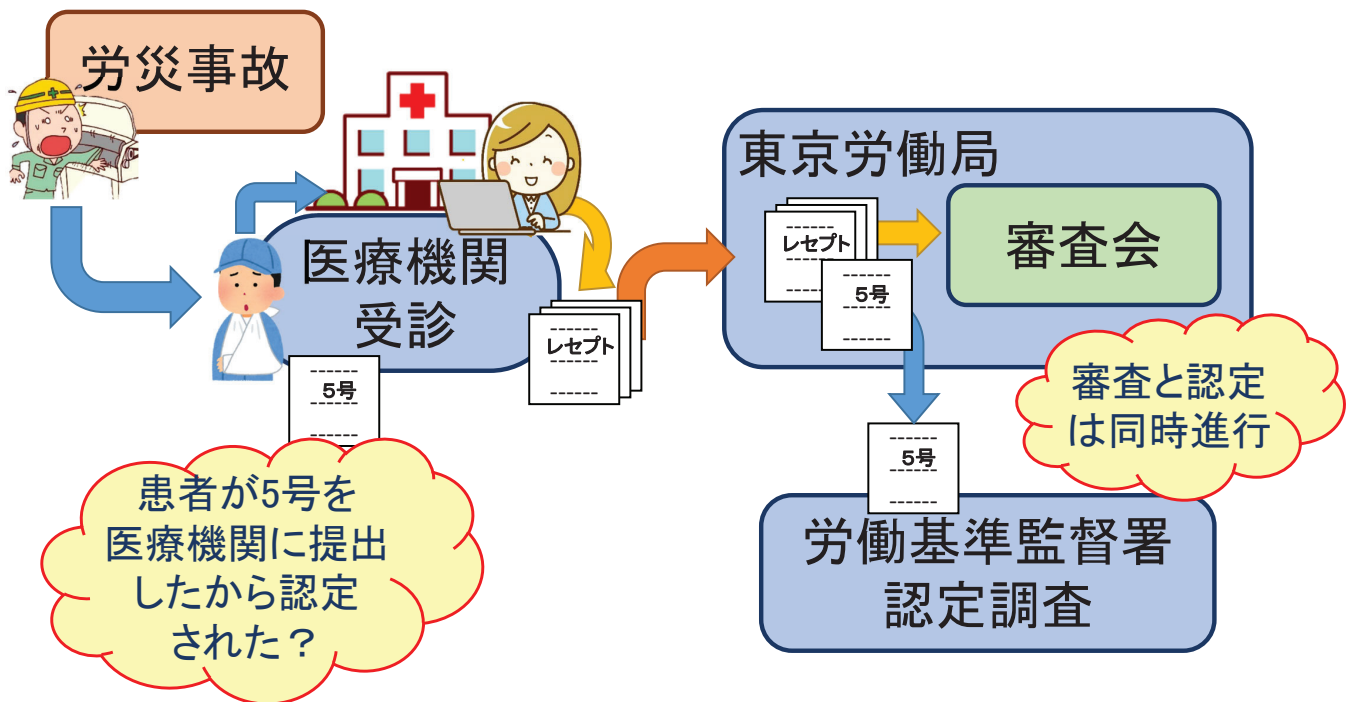 労災事故
医療機関
受診
5号
レセプト
患者が5号を
医療機関に提出
したから認定
された？
東京労働局
レセプト
5号
審査会
審査と認定
は同時進行
5号
労働基準監督署
認定調査